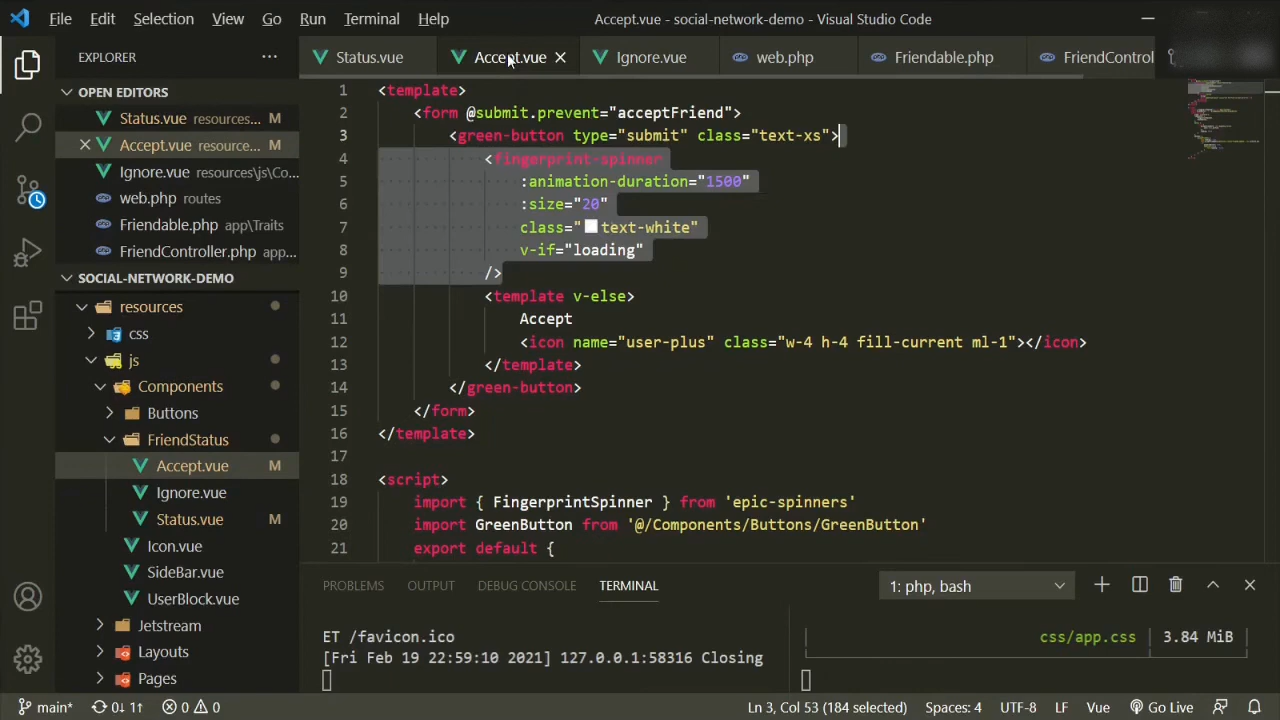 File Edit Selection View Go Run Terminal Help
Accept.vue - social-network-demo - Visual Studio Code
EXPLORER
OPEN EDITORS
Status.vue resources...
Accept.vue resource...
Ignore.vue resources\js\Co...
web.php routes
Friendable.php app\Traits
FriendController.php app...
SOCIAL-NETWORK-DEMO
resources
css
js
Components
Buttons
FriendStatus
Accept.vue M
Ignore.vue
Status.vue M
Icon.vue
SideBar.vue
UserBlock.vue
Jetstream
Layouts
Pages
Status.vue Accept.vue Ignore.vue web.php Friendable.php FriendControl
1 <template>
2 <form @submit.prevent="acceptFriend">
3 <green-button type="submit" class="text-xs">
4 <fingerprint-spinner
5 :animation-duration="1500"
6 :size="20"
7 class="text-white"
8 v-if="loading"
9 />
10 <template v-else>
11 Accept
12 <icon name="user-plus" class="w-4 h-4 fill-current ml-1"></icon>
13 </template>
14 </green-button>
15 </form>
16 </template>
17
18 <script>
19 import { FingerprintSpinner } from 'epic-spinners'
20 import GreenButton from '@/Components/Buttons/GreenButton'
21 export default {
PROBLEMS OUTPUT DEBUG CONSOLE TERMINAL
1: php, bash
ET /favicon.ico
[Fri Feb 19 22:59:10 2021] 127.0.0.1:58316 Closing
css/app.css | 3.84 MiB
main* 0↓ 1↑ 0 0
Ln 3, Col 53 (184 selected) Spaces: 4 UTF-8 LF Vue Go Live